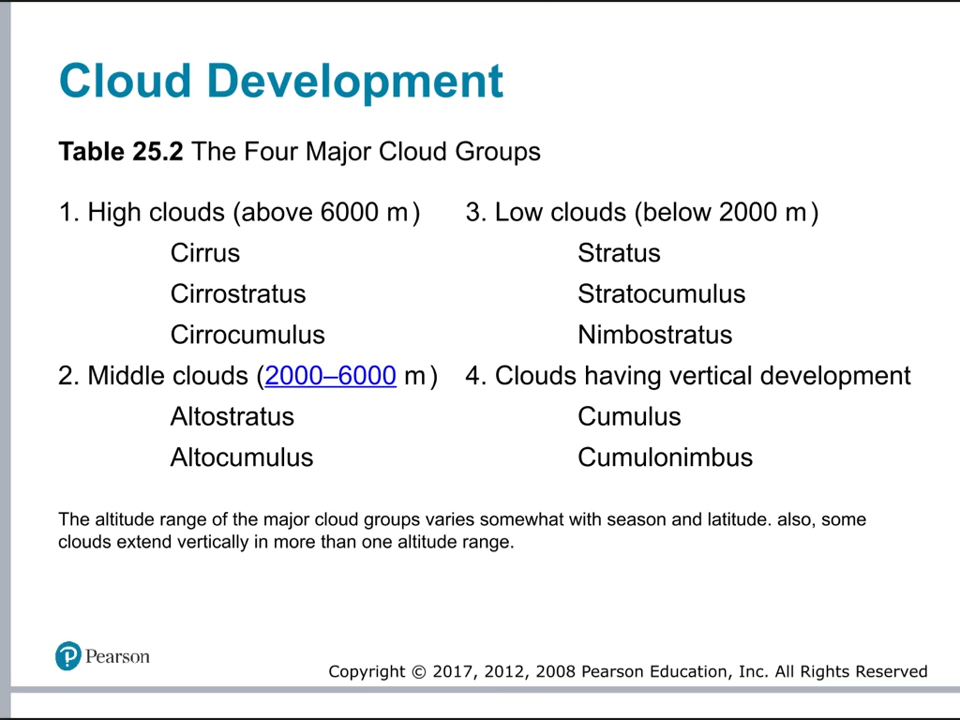 Cloud Development
Table 25.2 The Four Major Cloud Groups
1. High clouds (above 6000 m)
Cirrus
Cirrostratus
Cirrocumulus
2. Middle clouds (2000–6000 m)
Altostratus
Altocumulus
3. Low clouds (below 2000 m)
Stratus
Stratocumulus
Nimbostratus
4. Clouds having vertical development
Cumulus
Cumulonimbus
The altitude range of the major cloud groups varies somewhat with season and latitude. also, some
clouds extend vertically in more than one altitude range.
Pearson
Copyright © 2017, 2012, 2008 Pearson Education, Inc. All Rights Reserved